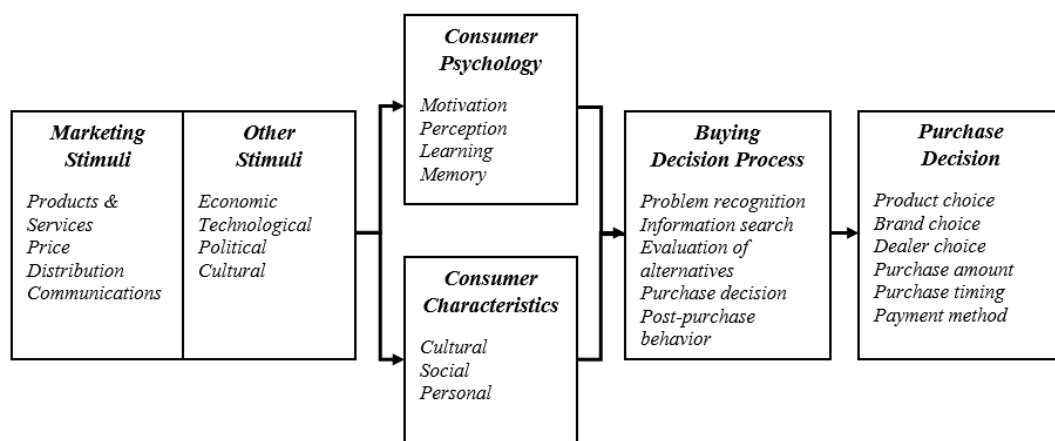 Marketing
Stimuli
Products &
Services
Price
Distribution
Communications
Other
Stimuli
Economic
Technological
Political
Cultural
Consumer
Psychology
Motivation
Perception
Learning
Memory
Consumer
Characteristics
Cultural
Social
Personal
Buying
Decision Process
Problem recognition
Information search
Evaluation of
alternatives
Purchase decision
Post-purchase
behavior
Purchase
Decision
Product choice
Brand choice
Dealer choice
Purchase amount
Purchase timing
Payment method